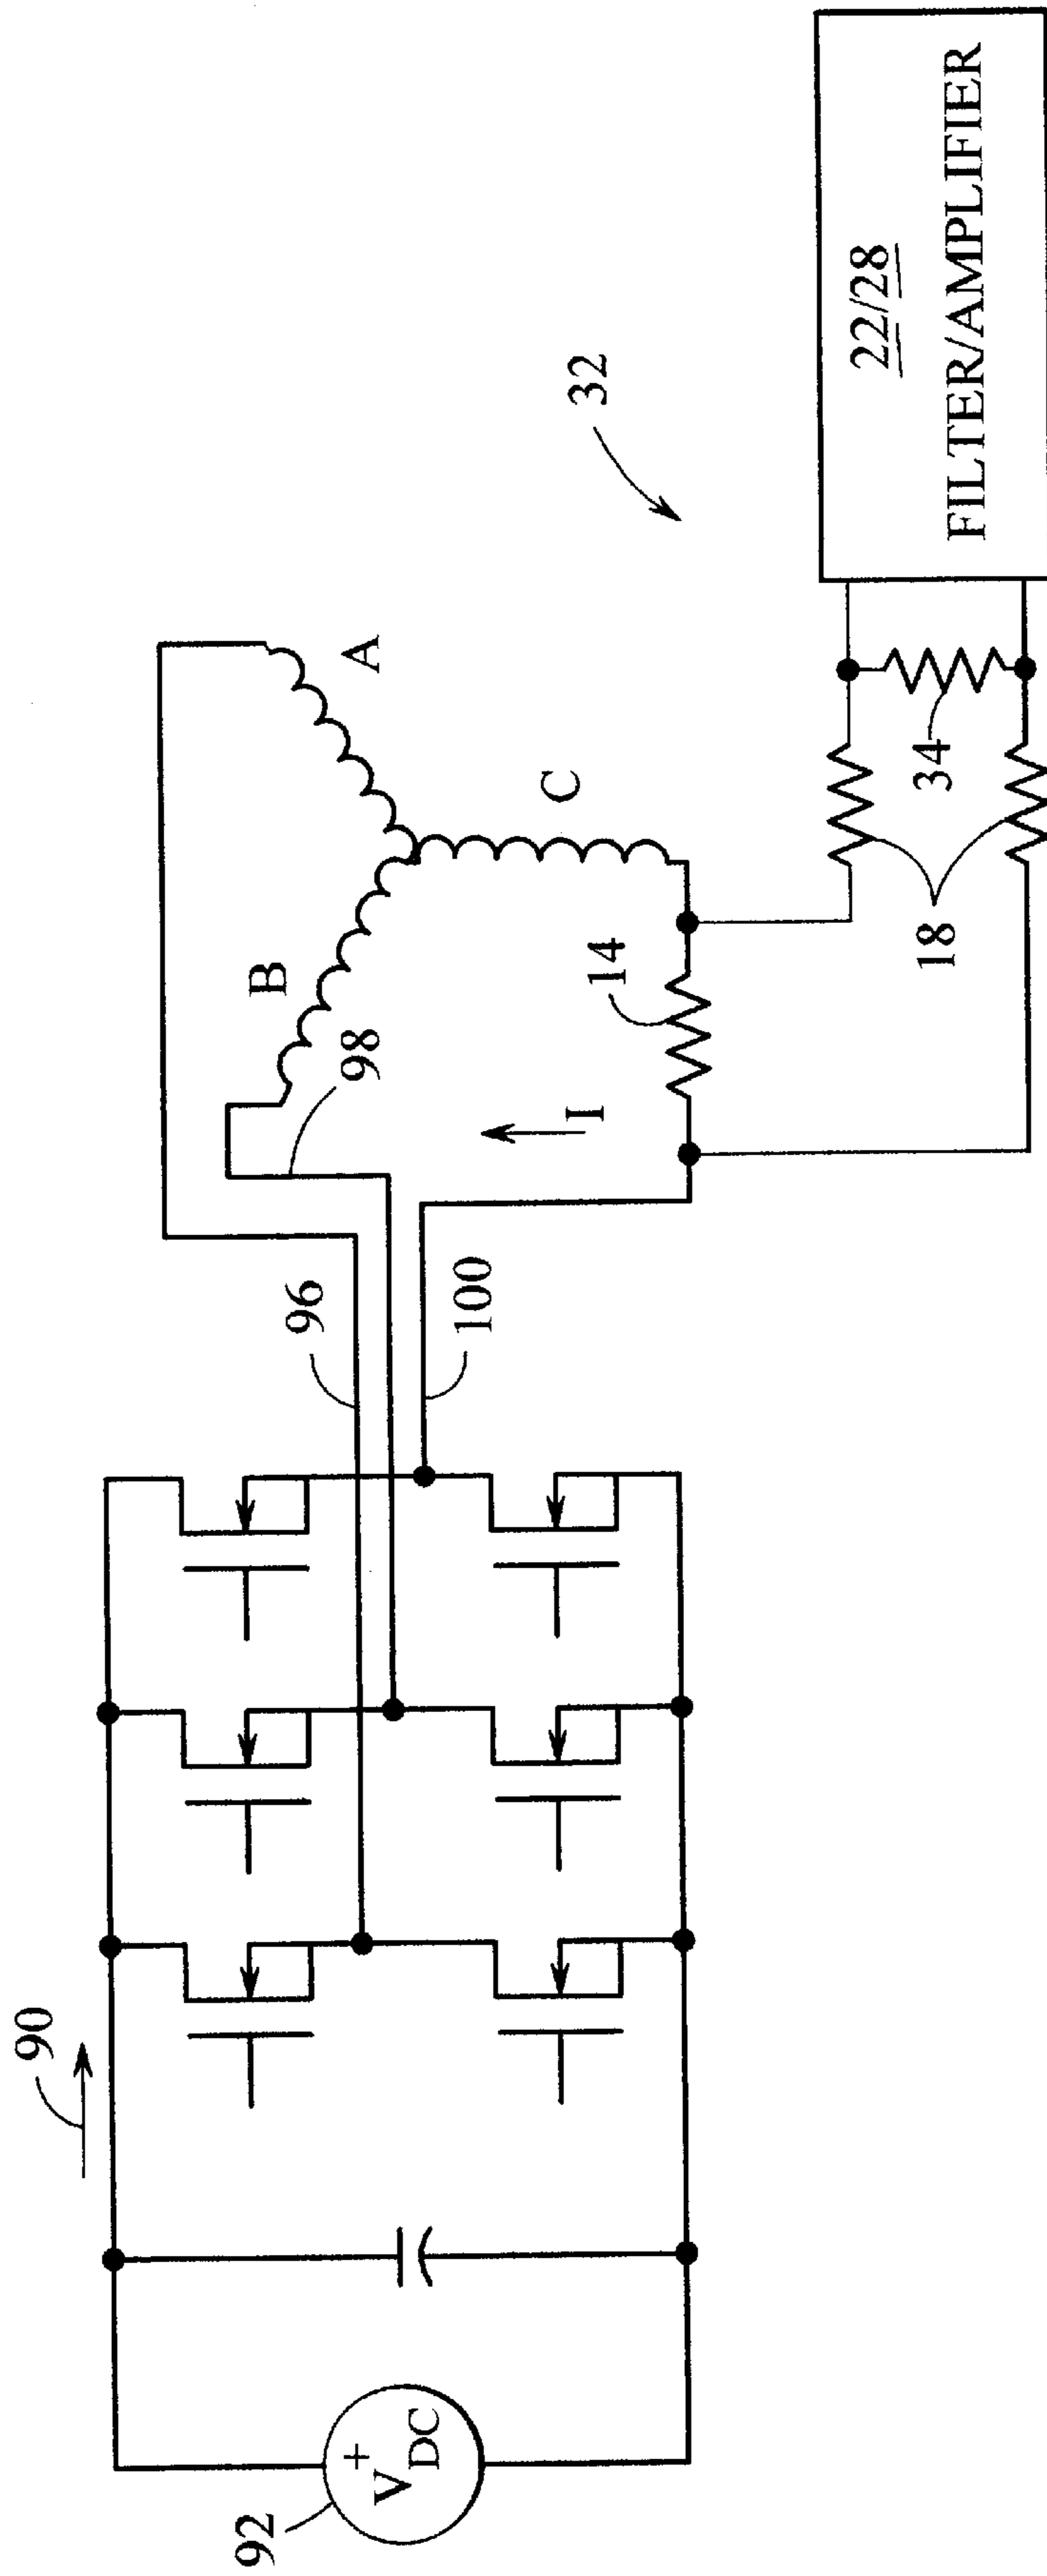 90
92
+
V DC
96
98
100
B
A
C
I
14
32
18
34
22/28
FILTER/AMPLIFIER